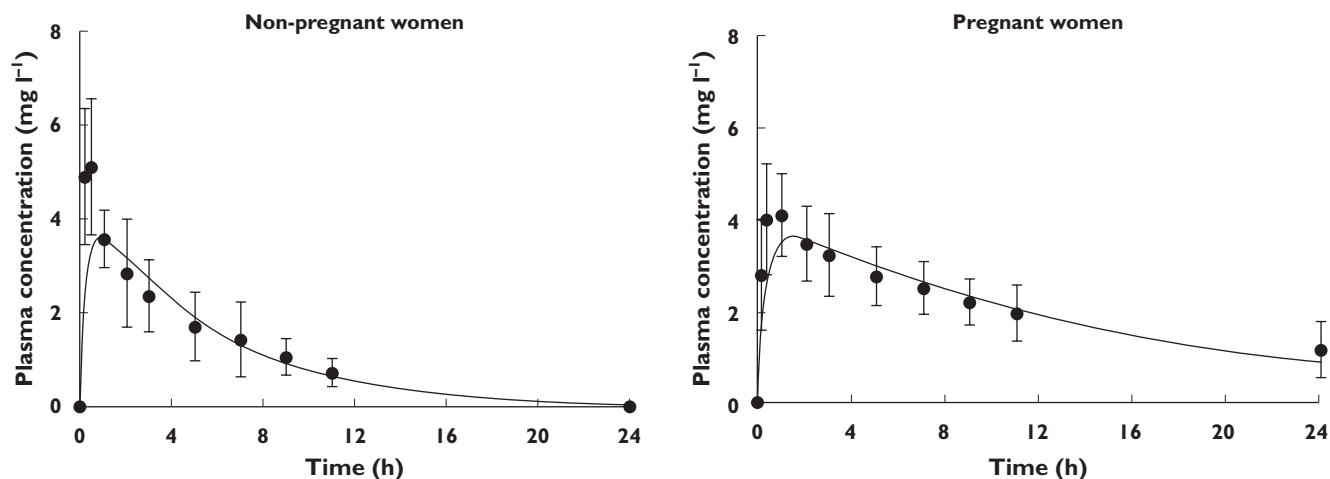 Non-pregnant women
Plasma concentration (mg l⁻¹)
8
6
4
2
0
0 4 8 12 16 20 24
Time (h)
Pregnant women
Plasma concentration (mg l⁻¹)
8
6
4
2
0
0 4 8 12 16 20 24
Time (h)